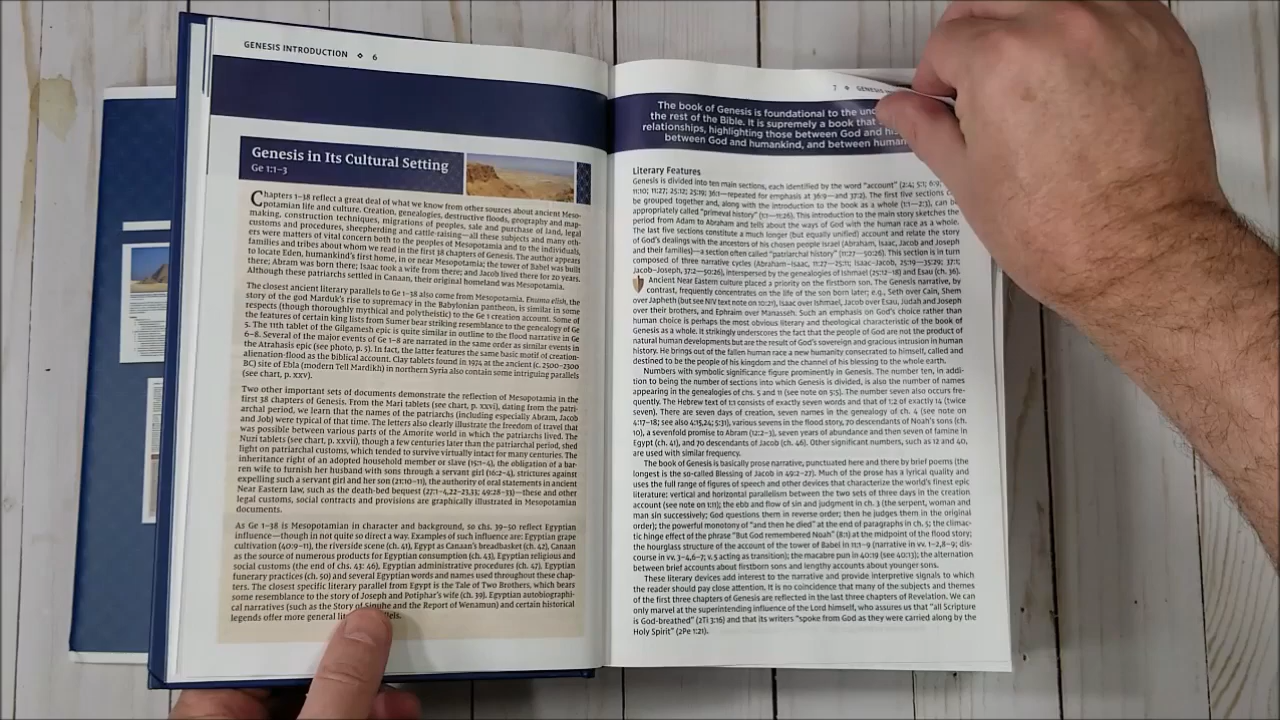 GENESIS INTRODUCTION ❖ 6
Genesis in Its Cultural Setting
Ge 1:1–3
Chapters 1–38 reflect a great deal of what we know from other sources about ancient Meso-
potamian life and culture. Creation, genealogies, destructive floods, geography and map-
making, construction techniques, migrations of peoples, sale and purchase of land, legal
customs and procedures, sheepherding and cattle-raising—all these subjects and many oth-
ers were matters of vital concern both to the peoples of Mesopotamia and to the individuals,
families and tribes about whom we read in the first 38 chapters of Genesis. The author appears
to locate Eden, humankind's first home, in or near Mesopotamia; the tower of Babel was built
there; Abram was born there; Isaac took a wife from there; and Jacob lived there for 20 years.
Although these patriarchs settled in Canaan, their original homeland was Mesopotamia.
The closest ancient literary parallels to Ge 1–38 also come from Mesopotamia. Enuma elish, the
story of the god Marduk's rise to supremacy in the Babylonian pantheon, is similar in some
respects (though thoroughly mythical and polytheistic) to the Ge 1 creation account. Some of
the features of certain king lists from Sumer bear striking resemblance to the genealogy of Ge
5. The 11th tablet of the Gilgamesh epic is quite similar in outline to the flood narrative in Ge
6–8. Several of the major events of Ge 1–8 are narrated in the same order as similar events in
the Atrahasis epic (see photo, p. 5). In fact, the latter features the same basic motif of creation-
alienation-flood as the biblical account. Clay tablets found in 1974 at the ancient (c. 2500–2300
BC) site of Ebla (modern Tell Mardikh) in northern Syria also contain some intriguing parallels
(see chart, p. xxv).
Two other important sets of documents demonstrate the reflection of Mesopotamia in the
first 38 chapters of Genesis. From the Mari tablets (see chart, p. xxvi), dating from the patri-
archal period, we learn that the names of the patriarchs (including especially Abram, Jacob
and Job) were typical of that time. The letters also clearly illustrate the freedom of travel that
was possible between various parts of the Amorite world in which the patriarchs lived. The
Nuzi tablets (see chart, p. xxvii), though a few centuries later than the patriarchal period, shed
light on patriarchal customs, which tended to survive virtually intact for many centuries. The
inheritance right of an adopted household member or slave (15:1–4), the obligation of a bar-
ren wife to furnish her husband with sons through a servant girl (16:2–4), strictures against
expelling such a servant girl and her son (21:10–11), the authority of oral statements in ancient
Near Eastern law, such as the death-bed bequest (27:1–4,22–23,33; 49:28–33)—these and other
legal customs, social contracts and provisions are graphically illustrated in Mesopotamian
documents.
As Ge 1–38 is Mesopotamian in character and background, so chs. 39–50 reflect Egyptian
influence—though in not quite so direct a way. Examples of such influence are: Egyptian grape
cultivation (40:9–11), the riverside scene (ch. 41), Egypt as Canaan's breadbasket (ch. 42), Canaan
as the source of numerous products for Egyptian consumption (ch. 43), Egyptian religious and
social customs (the end of chs. 43; 46), Egyptian administrative procedures (ch. 47), Egyptian
funerary practices (ch. 50) and several Egyptian words and names used throughout these chap-
ters. The closest specific literary parallel from Egypt is the Tale of Two Brothers, which bears
some resemblance to the story of Joseph and Potiphar's wife (ch. 39). Egyptian autobiographi-
cal narratives (such as the Story of Sinuhe and the Report of Wenamun) and certain historical
legends offer more general
7 ❖ GENESIS
The book of Genesis is foundational to the
the rest of the Bible. It is supremely a book that
relationships, highlighting those between God and
between God and humankind, and between
Literary Features
Genesis is divided into ten main sections, each identified by the word "account" (2:4; 5:1; 6:9;
11:10; 11:27; 25:12; 25:19; 36:1—repeated for emphasis at 36:9—and 37:2). The first five sections
be grouped together and, along with the introduction to the book as a whole (1:1—2:3), can be
appropriately called "primeval history" (1:1—11:26). This introduction to the main story sketches the
period from Adam to Abraham and tells about the ways of God with the human race as a whole.
The last five sections constitute a much longer (but equally unified) account and relate the story
of God's dealings with the ancestors of his chosen people Israel (Abraham, Isaac, Jacob and Joseph
and their families)—a section often called "patriarchal history" (11:27—50:26). This section is in turn
composed of three narrative cycles (Abraham–Isaac, 11:27—25:11; Isaac–Jacob, 25:19—35:29; 37:1;
Jacob–Joseph, 37:2—50:26), interspersed by the genealogies of Ishmael (25:12–18) and Esau (ch. 36).
Ancient Near Eastern culture placed a priority on the firstborn son. The Genesis narrative, by
contrast, frequently concentrates on the life of the son born later; e.g., Seth over Cain, Shem
over Japheth (but see NIV text note on 10:21), Isaac over Ishmael, Jacob over Esau, Judah and Joseph
over their brothers, and Ephraim over Manasseh. Such an emphasis on God's choice rather than
human choice is perhaps the most obvious literary and theological characteristic of the book of
Genesis as a whole. It strikingly underscores the fact that the people of God are not the product of
natural human developments but are the result of God's sovereign and gracious intrusion in human
history. He brings out of the fallen human race a new humanity consecrated to himself, called and
destined to be the people of his kingdom and the channel of his blessing to the whole earth.
Numbers with symbolic significance figure prominently in Genesis. The number ten, in addi-
tion to being the number of sections into which Genesis is divided, is also the number of names
appearing in the genealogies of chs. 5 and 11 (see note on 5:5). The number seven also occurs fre-
quently. The Hebrew text of 1:1 consists of exactly seven words and that of 1:2 of exactly 14 (twice
seven). There are seven days of creation, seven names in the genealogy of ch. 4 (see note on
4:17–18; see also 4:15,24; 5:31), various sevens in the flood story, 70 descendants of Noah's sons (ch.
10), a sevenfold promise to Abram (12:2–3), seven years of abundance and then seven of famine in
Egypt (ch. 41), and 70 descendants of Jacob (ch. 46). Other significant numbers, such as 12 and 40,
are used with similar frequency.
The book of Genesis is basically prose narrative, punctuated here and there by brief poems (the
longest is the so-called Blessing of Jacob in 49:2–27). Much of the prose has a lyrical quality and
uses the full range of figures of speech and other devices that characterize the world's finest epic
literature: vertical and horizontal parallelism between the two sets of three days in the creation
account (see note on 1:11); the ebb and flow of sin and judgment in ch. 3 (the serpent, woman and
man sin successively; God questions them in reverse order; then he judges them in the original
order); the powerful monotony of "and then he died" at the end of paragraphs in ch. 5; the climac-
tic hinge effect of the phrase "But God remembered Noah" (8:1) at the midpoint of the flood story;
the hourglass structure of the account of the tower of Babel in 11:1–9 (narrative in vv. 1–2,8–9; dis-
course in vv. 3–4,6–7; v. 5 acting as transition); the macabre pun in 40:19 (see 40:13); the alternation
between brief accounts about firstborn sons and lengthy accounts about younger sons.
These literary devices add interest to the narrative and provide interpretive signals to which
the reader should pay close attention. It is no coincidence that many of the subjects and themes
of the first three chapters of Genesis are reflected in the last three chapters of Revelation. We can
only marvel at the superintending influence of the Lord himself, who assures us that "all Scripture
is God-breathed" (2Ti 3:16) and that its writers "spoke from God as they were carried along by the
Holy Spirit" (2Pe 1:21).